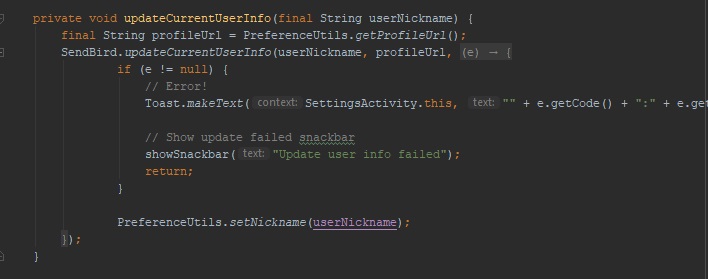 private void updateCurrentUserInfo(final String userNickname) {
final String profileUrl = PreferenceUtils.getProfileUrl();
SendBird.updateCurrentUserInfo(userNickname, profileUrl, (e) → {
if (e != null) {
// Error!
Toast.makeText( context: SettingsActivity.this, text: "" + e.getCode() + ":" + e.get
// Show update failed snackbar
showSnackbar( text: "Update user info failed");
return;
}
PreferenceUtils.setNickname(userNickname);
});
}